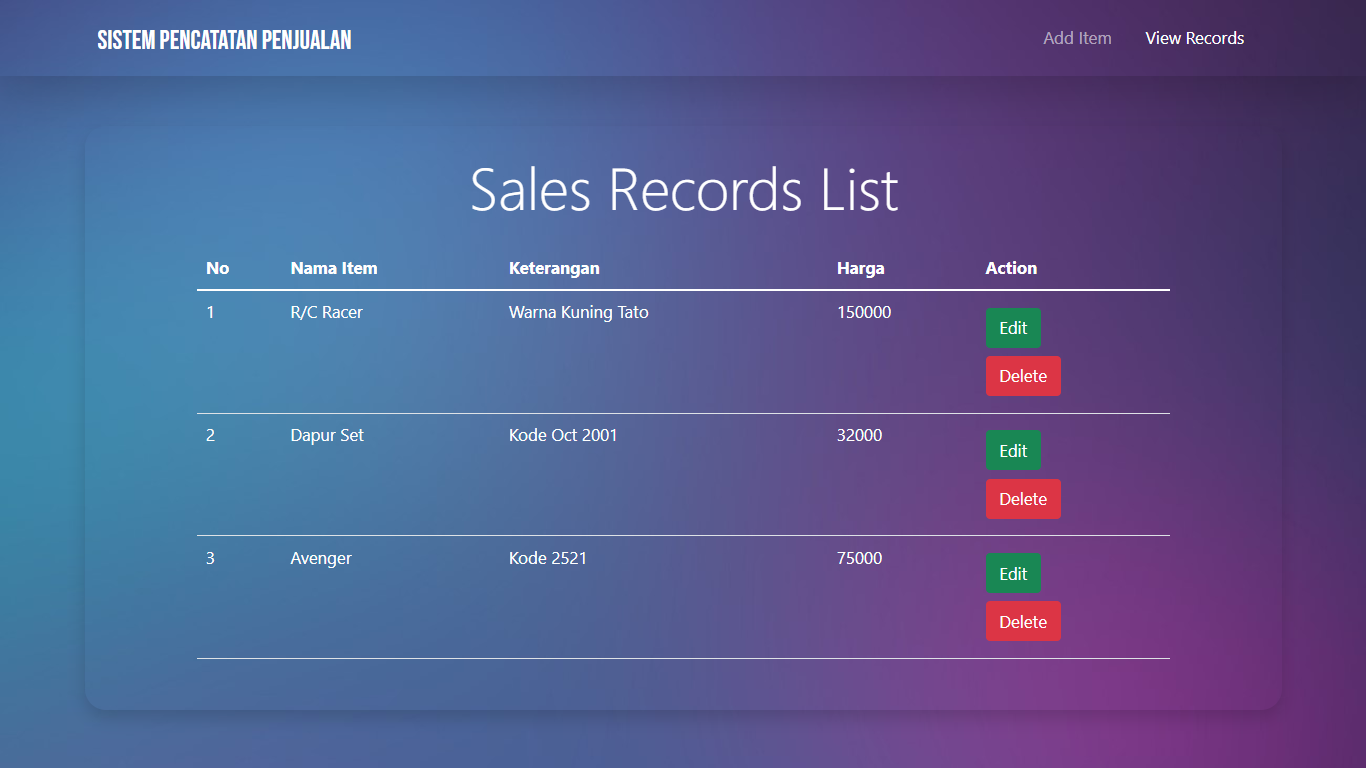 SISTEM PENCATATAN PENJUALAN
Add Item
View Records
Sales Records List
No Nama Item Keterangan Harga Action
1 R/C Racer Warna Kuning Tato 150000
Edit
Delete
2 Dapur Set Kode Oct 2001 32000
Edit
Delete
3 Avenger Kode 2521 75000
Edit
Delete